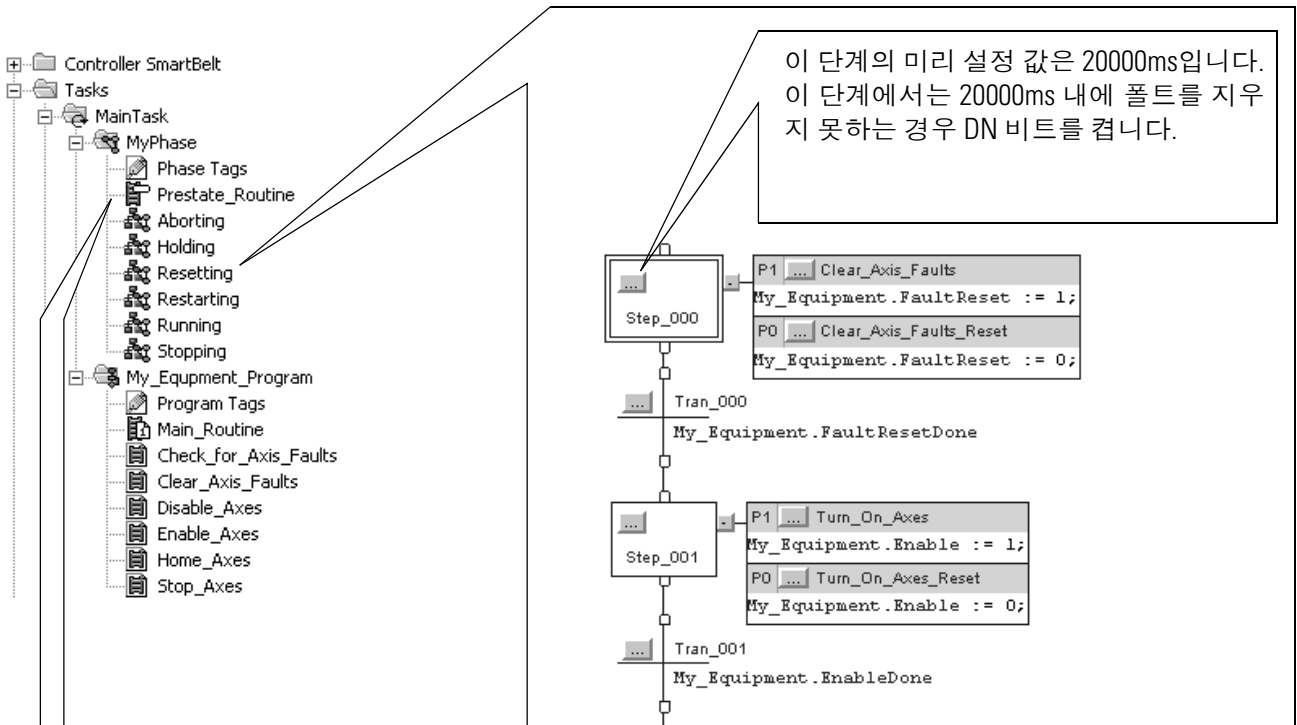 Controller SmartBelt
Tasks
MainTask
MyPhase
Phase Tags
Prestate_Routine
Aborting
Holding
Resetting
Restarting
Running
Stopping
My_Equpment_Program
Program Tags
Main_Routine
Check_for_Axis_Faults
Clear_Axis_Faults
Disable_Axes
Enable_Axes
Home_Axes
Stop_Axes
이 단계의 미리 설정 값은 20000ms입니다.
이 단계에서는 20000ms 내에 폴트를 지우
지 못하는 경우 DN 비트를 켭니다.
... Step_000
P1 ... Clear_Axis_Faults
My_Equipment.FaultReset := 1;
P0 ... Clear_Axis_Faults_Reset
My_Equipment.FaultReset := 0;
... Tran_000
My_Equipment.FaultResetDone
... Step_001
P1 ... Turn_On_Axes
My_Equipment.Enable := 1;
P0 ... Turn_On_Axes_Reset
My_Equipment.Enable := 0;
... Tran_001
My_Equipment.EnableDone